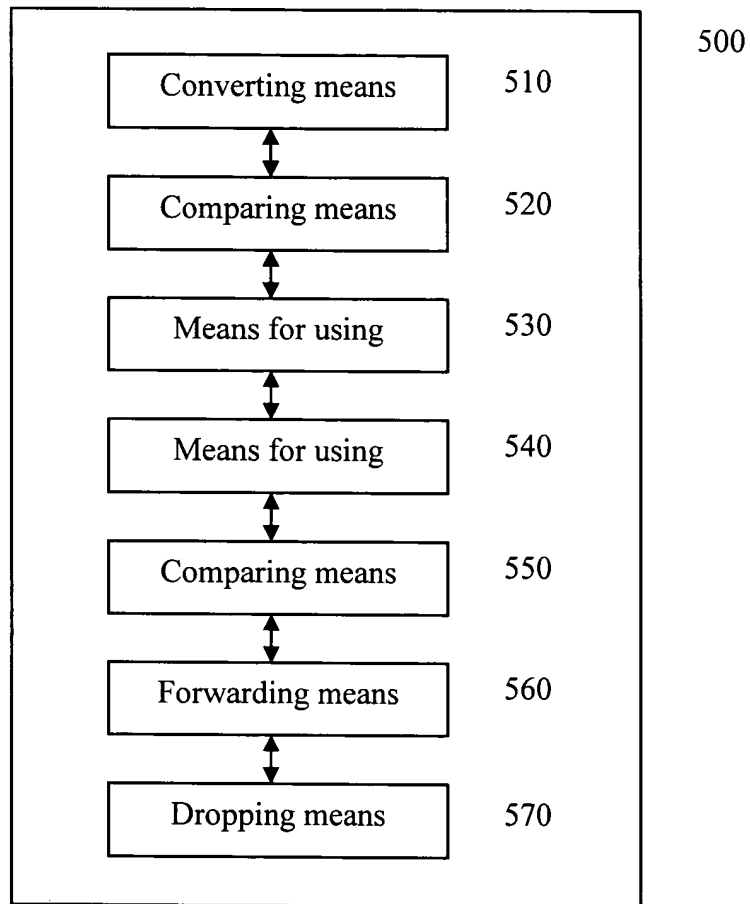 500
Converting means 510
Comparing means 520
Means for using 530
Means for using 540
Comparing means 550
Forwarding means 560
Dropping means 570